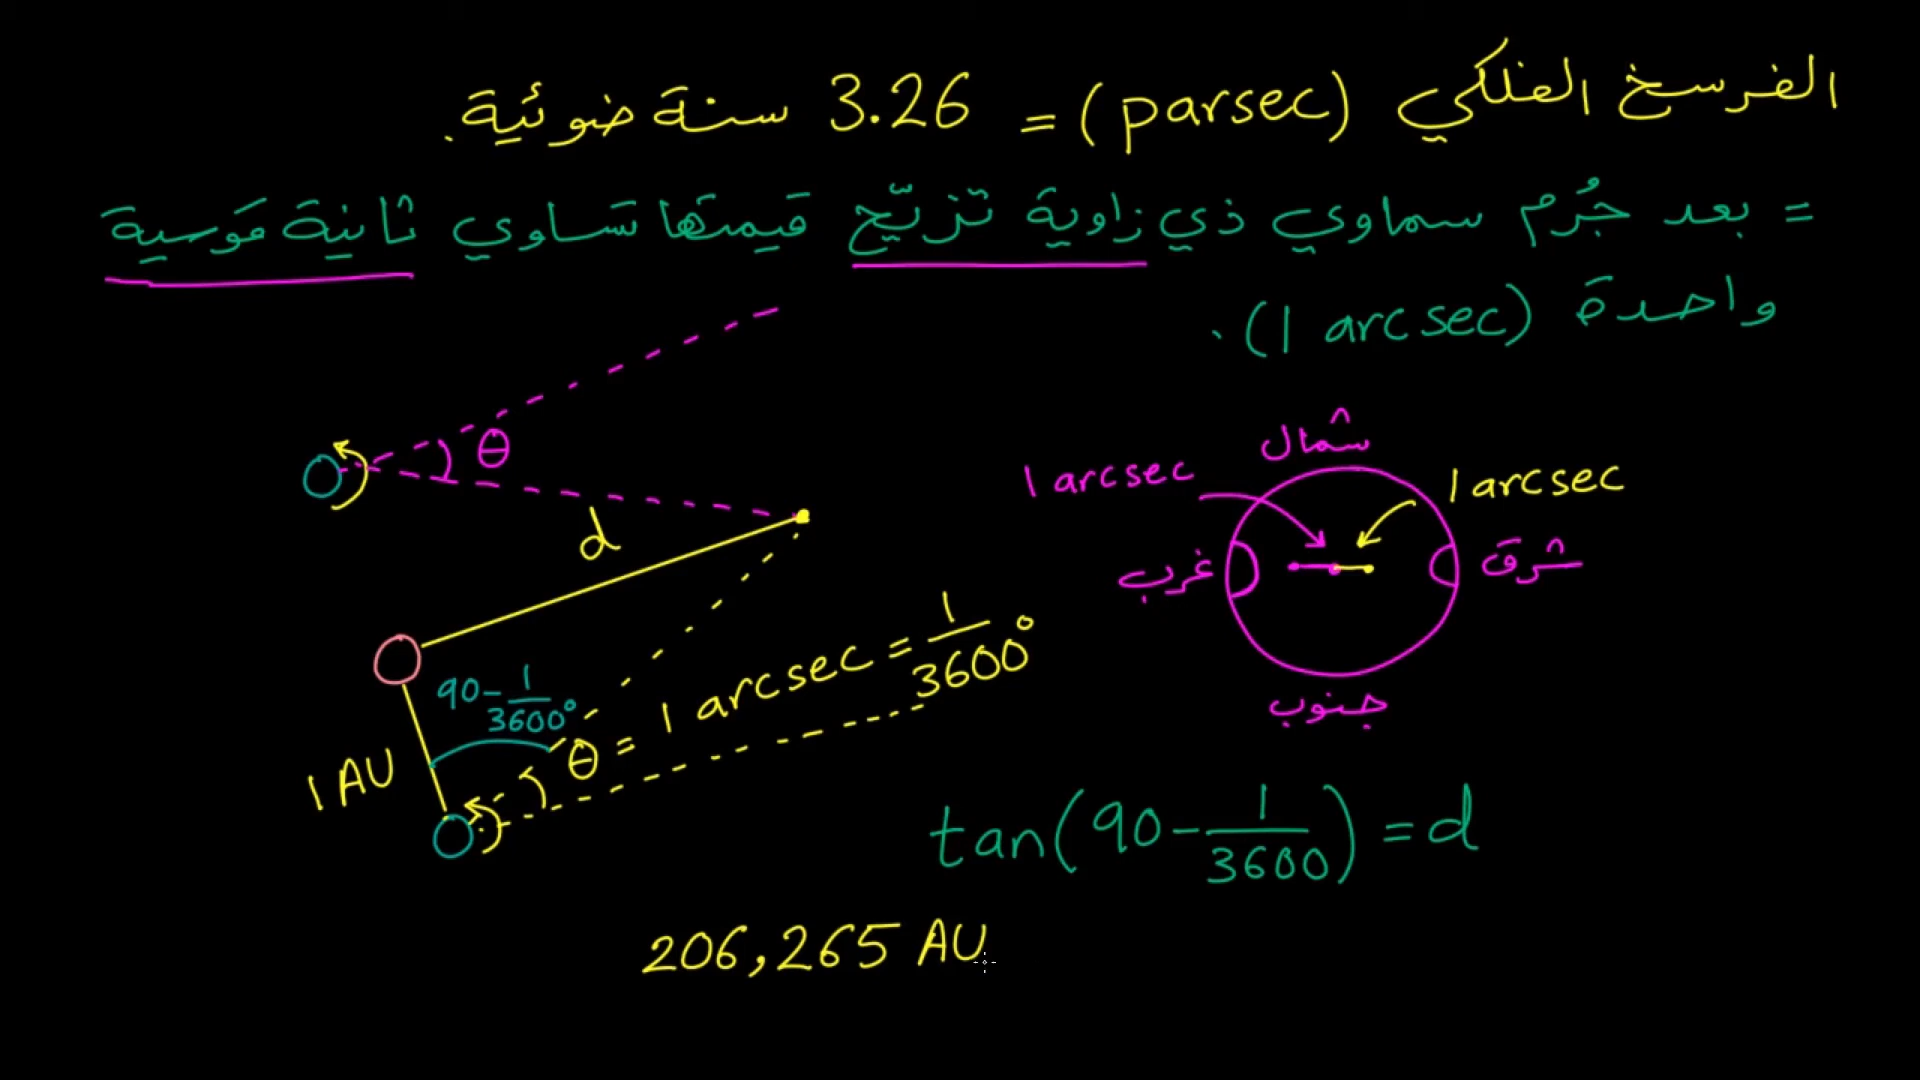 الفرسخ الفلكي (parsec) = 3.26 سنة ضوئية.
= بعد جُرم سماوي ذي زاوية تزيّح قيمتها تساوي ثانية قوسية
واحدة (1 arcsec).
θ
d
1 AU
90-1/3600°
θ = 1 arcsec = 1/3600°
شمال
1 arcsec
1 arcsec
شرق
غرب
جنوب
tan(90-1/3600) = d
206,265 AU